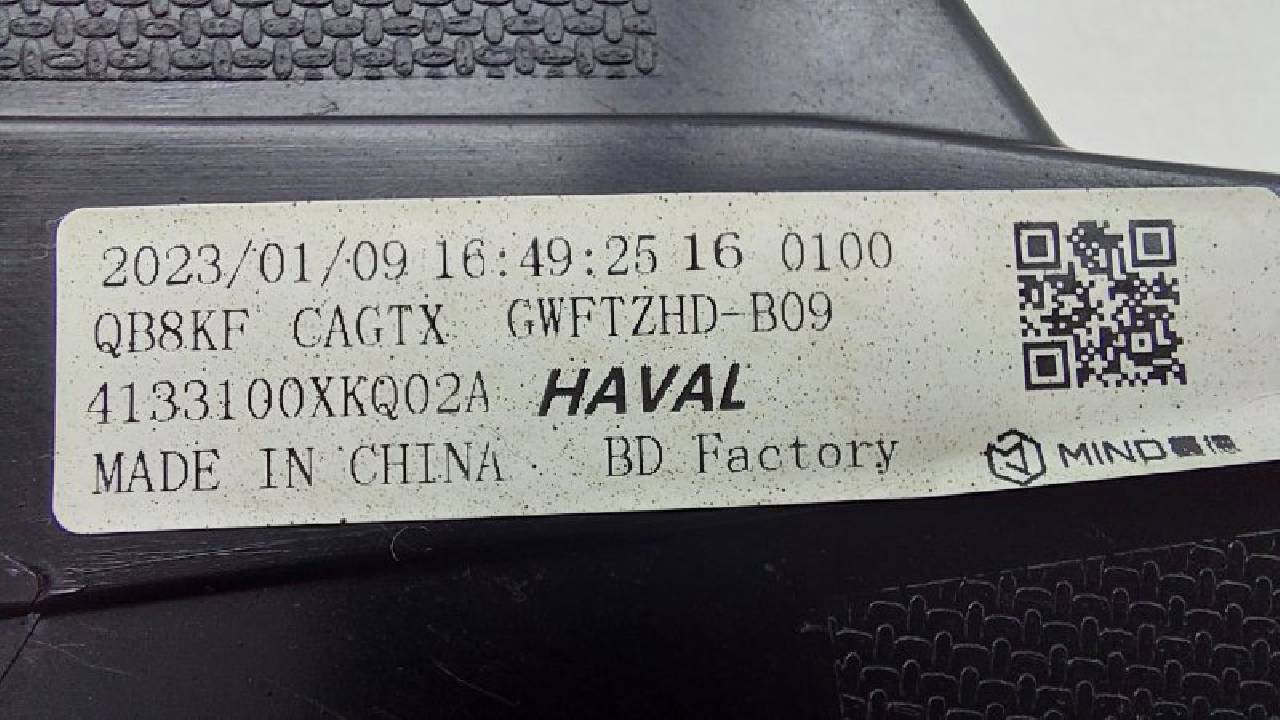 2023/01/09 16:49:25 16 0100
QB8KF CAGTX GWFTZHD-B09
4133100XKQ02A HAVAL
MADE IN CHINA BD Factory
MIND